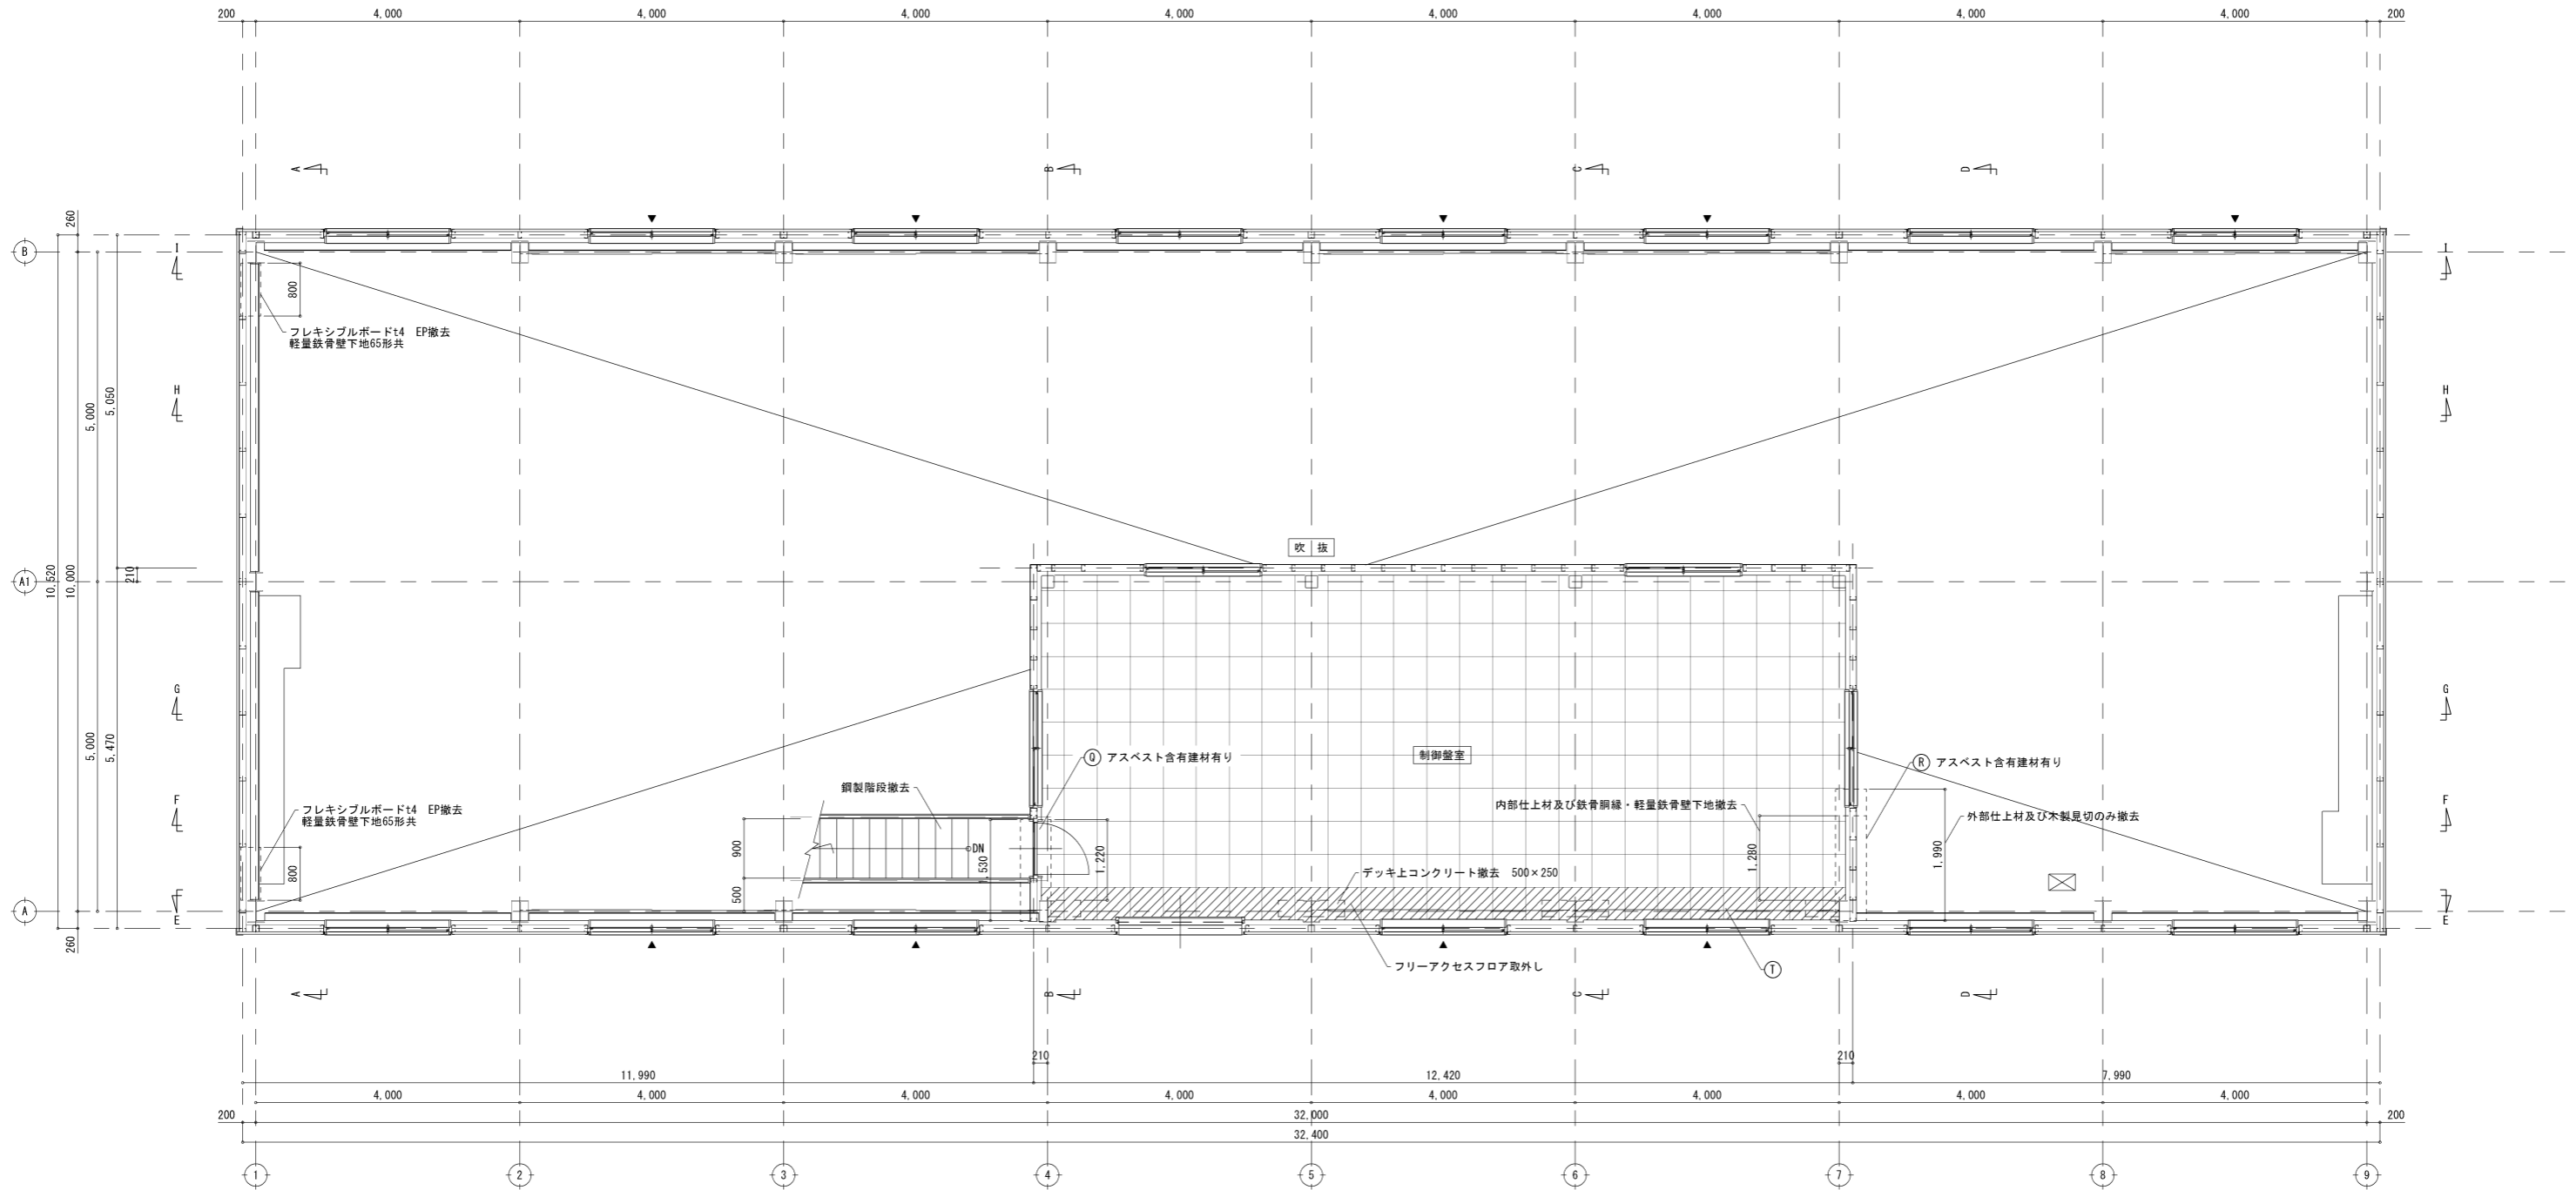 200 4,000 4,000 4,000 4,000 4,000 4,000 4,000 4,000 200
A B C D
260
B
I I
800
フレキシブルボードt4 EP撤去
軽量鉄骨壁下地65形共
H H
5,000 5,050
吹 抜
A1
10,520 10,000 210
G G
5,000 5,470
制御盤室
Q アスベスト含有建材有り
R アスベスト含有建材有り
鋼製階段撤去
F F
フレキシブルボードt4 EP撤去
軽量鉄骨壁下地65形共
内部仕上材及び鉄骨胴縁・軽量鉄骨壁下地撤去
外部仕上材及び木製見切のみ撤去
900 DN 1,530 1,220 1,280 1,990
800 500
デッキ上コンクリート撤去 500×250
A
E E
260
フリーアクセスフロア取外し
T
A B C D
210 210
11,990 12,420 7,990
4,000 4,000 4,000 4,000 4,000 4,000 4,000 4,000
200 32,000 200
32,400
1 2 3 4 5 6 7 8 9